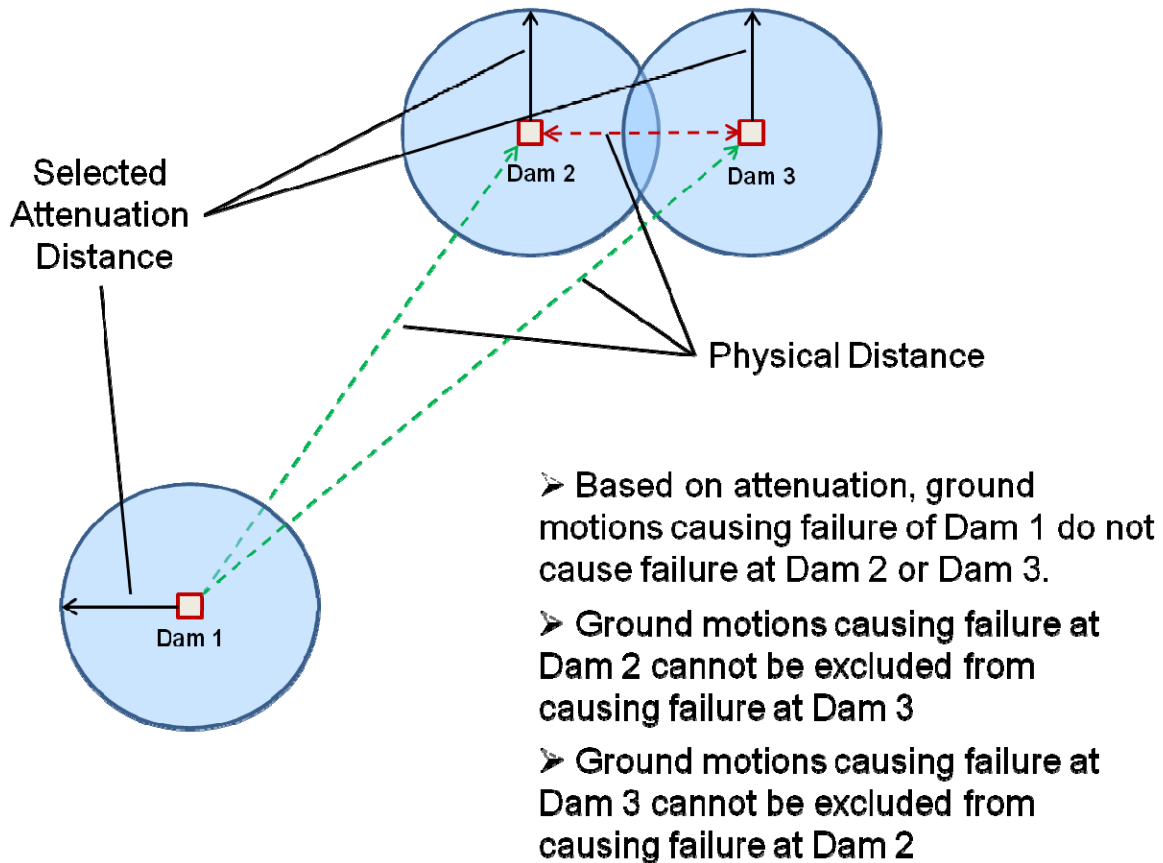 Dam 2
Dam 3
Selected
Attenuation
Distance
Physical Distance
Dam 1
➢ Based on attenuation, ground
motions causing failure of Dam 1 do not
cause failure at Dam 2 or Dam 3.
➢ Ground motions causing failure at
Dam 2 cannot be excluded from
causing failure at Dam 3
➢ Ground motions causing failure at
Dam 3 cannot be excluded from
causing failure at Dam 2